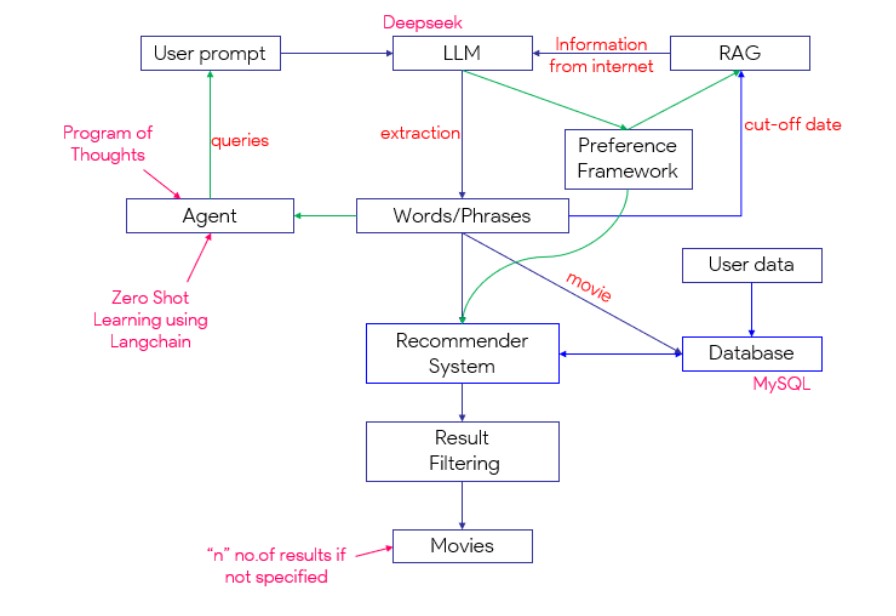 Deepseek
User prompt
LLM
Information
from internet
RAG
Program of
Thoughts
queries
extraction
Preference
Framework
cut-off date
Agent
Words/Phrases
Zero Shot
Learning using
Langchain
movie
User data
Recommender
System
Database
MySQL
Result
Filtering
"n" no.of results if
not specified
Movies